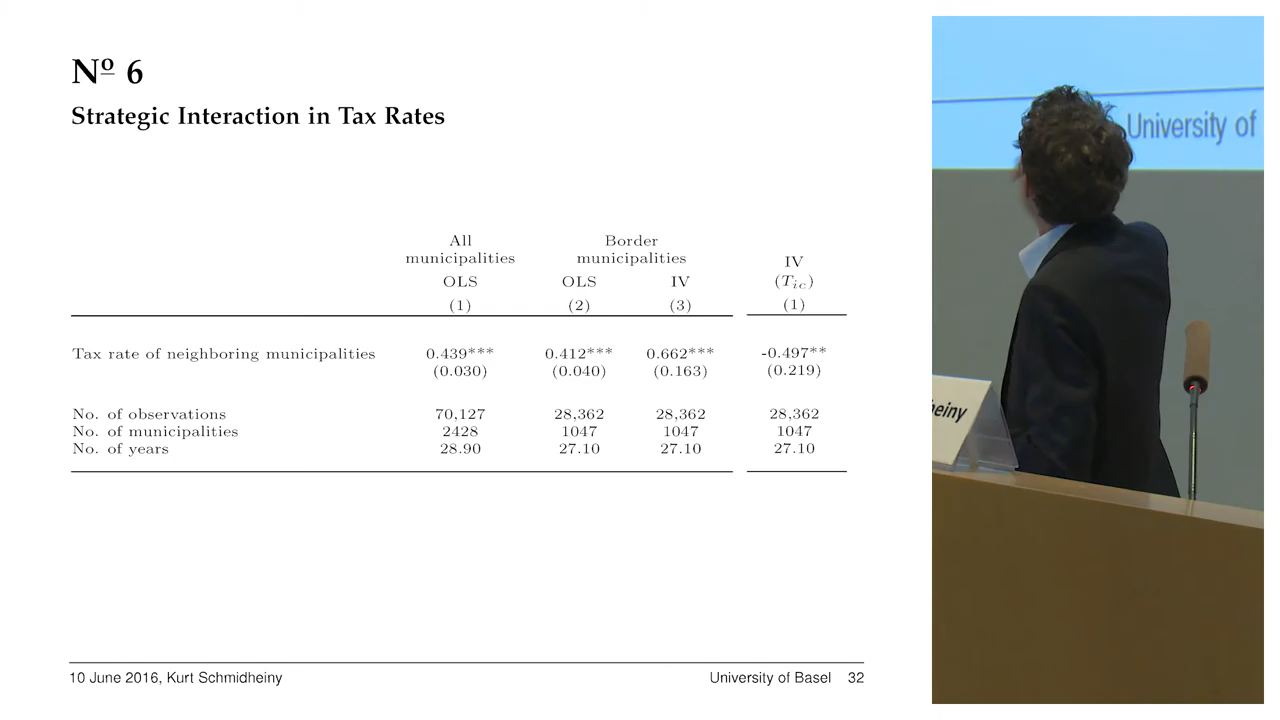 Nº 6
Strategic Interaction in Tax Rates
All municipalities
Border municipalities
IV
OLS OLS IV (Tic)
(1) (2) (3) (1)
Tax rate of neighboring municipalities 0.439*** 0.412*** 0.662*** -0.497**
(0.030) (0.040) (0.163) (0.219)
No. of observations 70,127 28,362 28,362 28,362
No. of municipalities 2428 1047 1047 1047
No. of years 28.90 27.10 27.10 27.10
10 June 2016, Kurt Schmidheiny University of Basel 32
University of
heiny